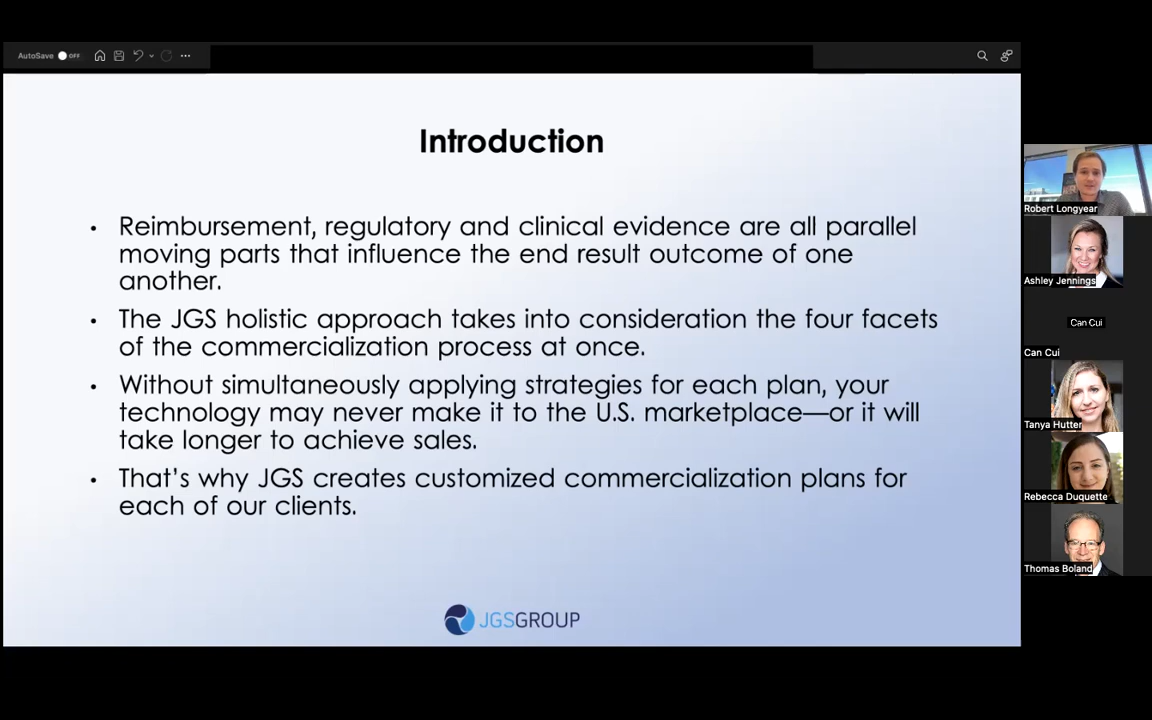 AutoSave OFF
Introduction
• Reimbursement, regulatory and clinical evidence are all parallel
moving parts that influence the end result outcome of one
another.
• The JGS holistic approach takes into consideration the four facets
of the commercialization process at once.
• Without simultaneously applying strategies for each plan, your
technology may never make it to the U.S. marketplace—or it will
take longer to achieve sales.
• That's why JGS creates customized commercialization plans for
each of our clients.
JGSGROUP
Robert Longyear
Ashley Jennings
Can Cui
Can Cui
Tanya Hutter
Rebecca Duquette
Thomas Boland